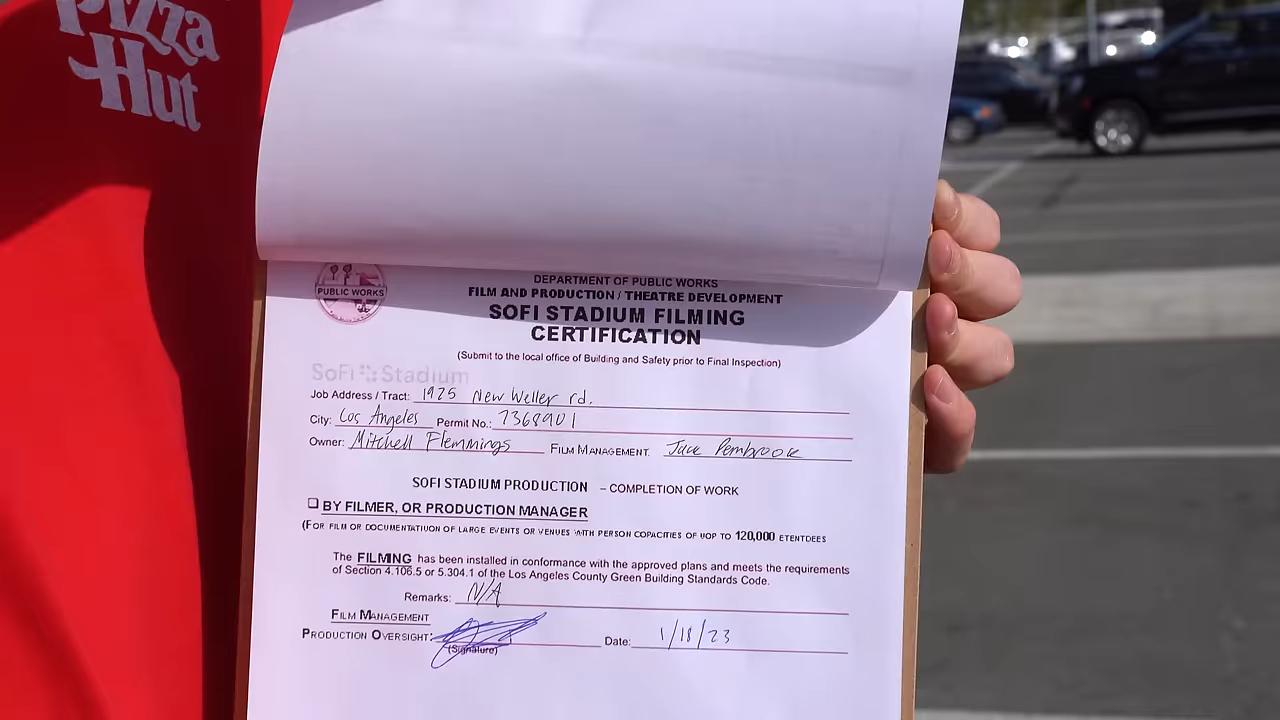 Pizza
Hut
PUBLIC WORKS
DEPARTMENT OF PUBLIC WORKS
FILM AND PRODUCTION / THEATRE DEVELOPMENT
SOFI STADIUM FILMING
CERTIFICATION
(Submit to the local office of Building and Safety prior to Final Inspection)
SoFi Stadium
Job Address / Tract: 1925 New Weller rd.
City: Los Angeles Permit No.: 7368901
Owner: Mitchell Flemmings FILM MANAGEMENT. Jack Pembrook
SOFI STADIUM PRODUCTION – COMPLETION OF WORK
❑ BY FILMER, OR PRODUCTION MANAGER
(FOR FILM OR DOCUMENTATIUON OF LARGE EVENTS OR VENUES WITH PERSON CAPACITIES OF UOP TO 120,000 ETENTDEES
The FILMING has been installed in conformance with the approved plans and meets the requirements
of Section 4.106.5 or 5.304.1 of the Los Angeles County Green Building Standards Code.
Remarks: N/A
FILM MANAGEMENT
PRODUCTION OVERSIGHT:
Date: 1/18/23
(Signature)